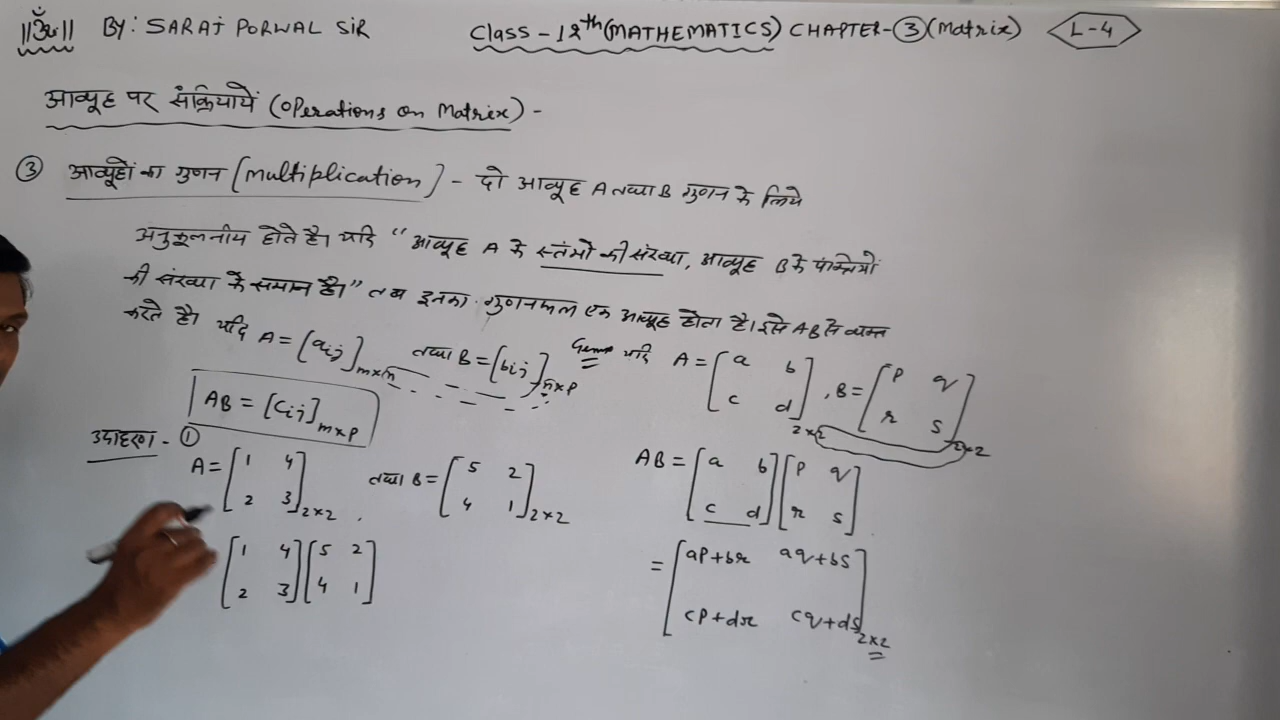 ||ॐ|| BY: SARAJ PORWAL SIR Class - 12th (MATHEMATICS) CHAPTER-③ (Matrix) L-4
आव्यूह पर संक्रियायें (Operations on Matrix) -
③ आव्यूहों का गुणन [Multiplication] - दो आव्यूह A तथा B गुणन के लिये
अनुकूलनीय होते है। यदि “आव्यूह A के स्तंभों की संख्या, आव्यूह B के पंक्तियों
की संख्या के समान है।” तब इनका गुणनफल एक आव्यूह होता है। इसे AB से व्यक्त
करते है। यदि A = [aij]m×n तथा B = [bij]n×p
यदि A = [a b c d]2×2, B = [p q r s]2×2
AB = [cij]m×p
उदाहरण - ①
A = [1 4 2 3]2×2, तथा B = [5 2 4 1]2×2
AB = [a b c d] [p q r s]
[1 4 2 3] [5 2 4 1]
= [ap+br aq+bs cp+dr cq+ds]2×2